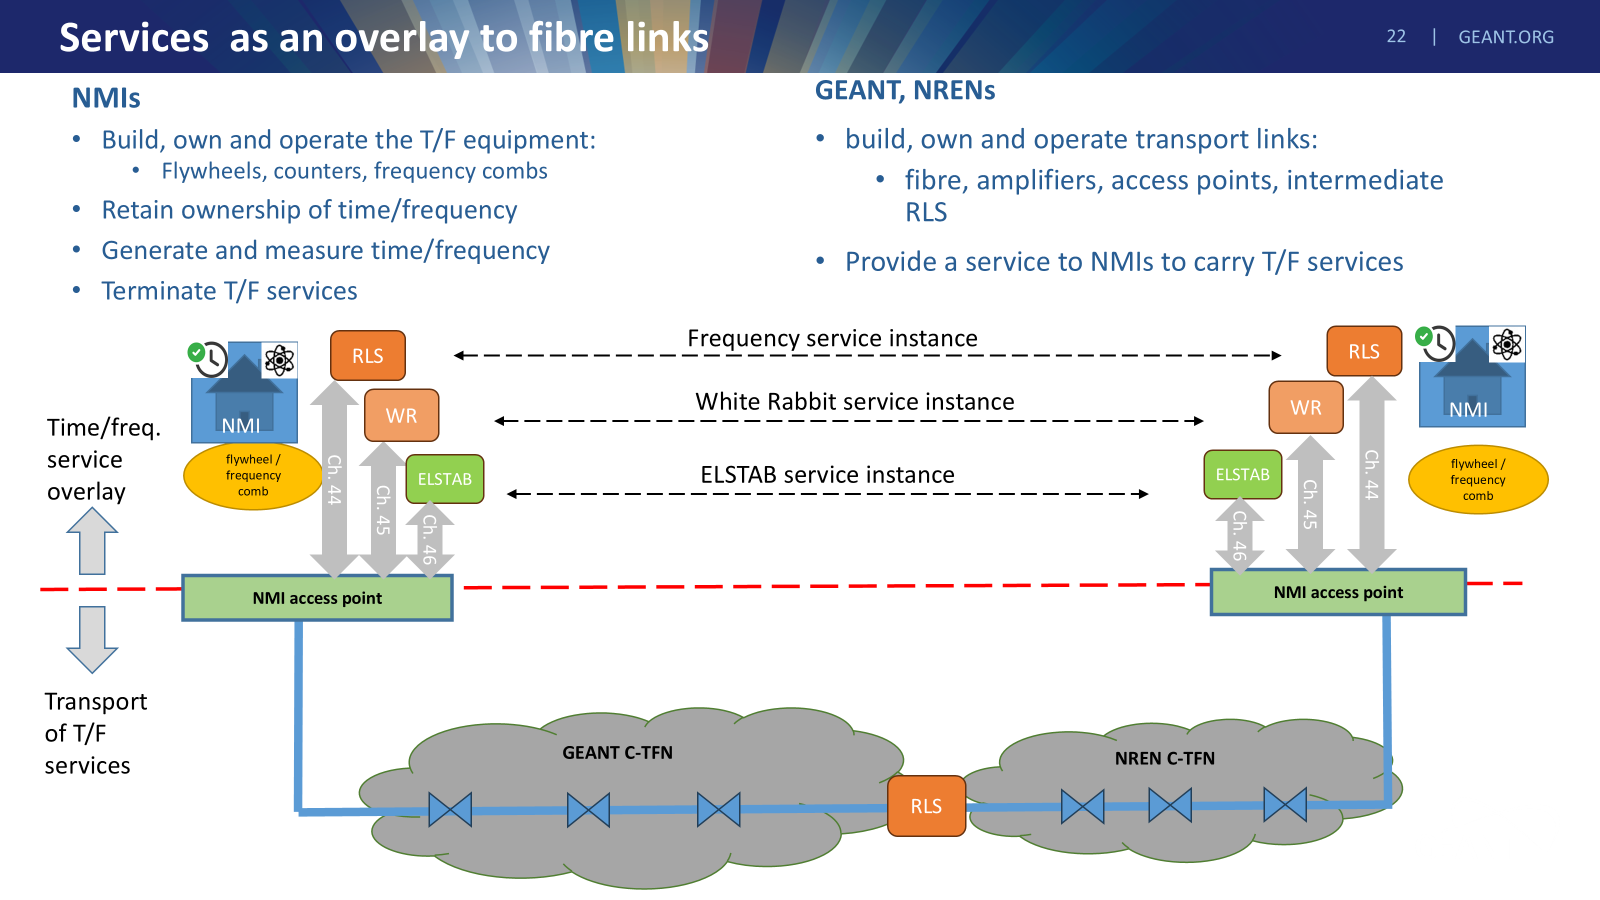 Services  as an overlay to fibre links
22 | GEANT.ORG
NMIs
• Build, own and operate the T/F equipment:
• Flywheels, counters, frequency combs
• Retain ownership of time/frequency
• Generate and measure time/frequency
• Terminate T/F services
GEANT, NRENs
• build, own and operate transport links:
• fibre, amplifiers, access points, intermediate
RLS
• Provide a service to NMIs to carry T/F services
Time/freq.
service
overlay
NMI
flywheel /
frequency
comb
RLS
WR
ELSTAB
Ch. 44
Ch. 45
Ch. 46
Frequency service instance
White Rabbit service instance
ELSTAB service instance
ELSTAB
WR
RLS
Ch. 46
Ch. 45
Ch. 44
NMI
flywheel /
frequency
comb
NMI access point
NMI access point
Transport
of T/F
services
GEANT C-TFN
RLS
NREN C-TFN